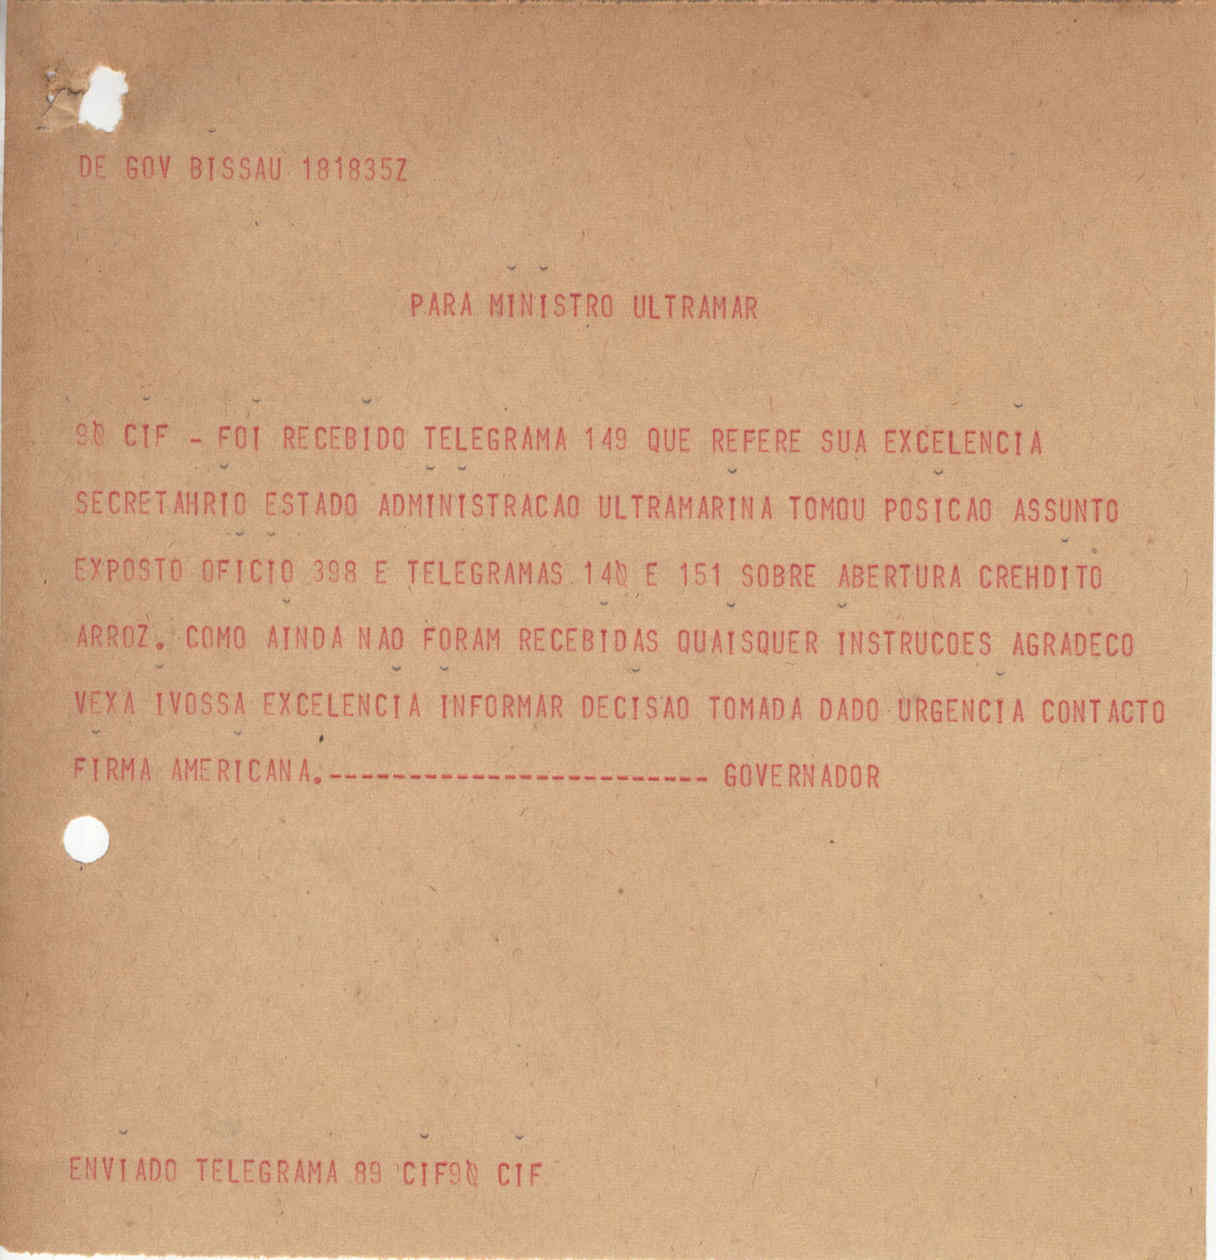 DE GOV BISSAU 181835Z
PARA MINISTRO ULTRAMAR
90 CIF - FOI RECEBIDO TELEGRAMA 149 QUE REFERE SUA EXCELENCIA
SECRETAHRIO ESTADO ADMINISTRACAO ULTRAMARINA TOMOU POSICAO ASSUNTO
EXPOSTO OFICIO 398 E TELEGRAMAS 140 E 151 SOBRE ABERTURA CREHDITO
ARROZ. COMO AINDA NAO FORAM RECEBIDAS QUAISQUER INSTRUCOES AGRADECO
VEXA IVOSSA EXCELENCIA INFORMAR DECISAO TOMADA DADO URGENCIA CONTACTO
FIRMA AMERICANA.------------------------ GOVERNADOR
ENVIADO TELEGRAMA 89 CIF90 CIF